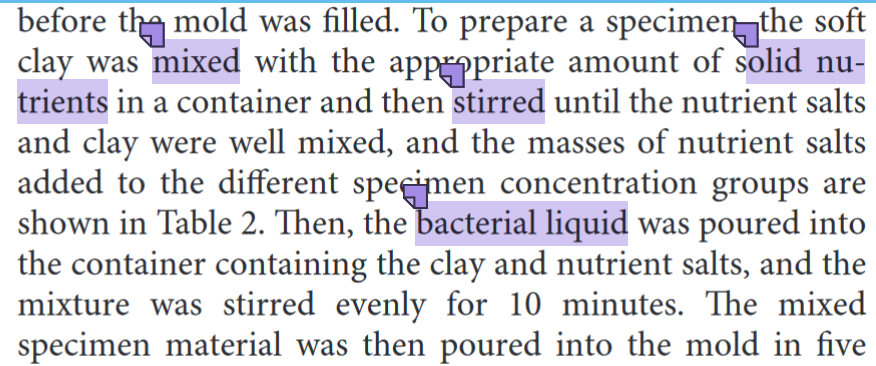 before the mold was filled. To prepare a specimen, the soft
clay was mixed with the appropriate amount of solid nu-
trients in a container and then stirred until the nutrient salts
and clay were well mixed, and the masses of nutrient salts
added to the different specimen concentration groups are
shown in Table 2. Then, the bacterial liquid was poured into
the container containing the clay and nutrient salts, and the
mixture was stirred evenly for 10 minutes. The mixed
specimen material was then poured into the mold in five